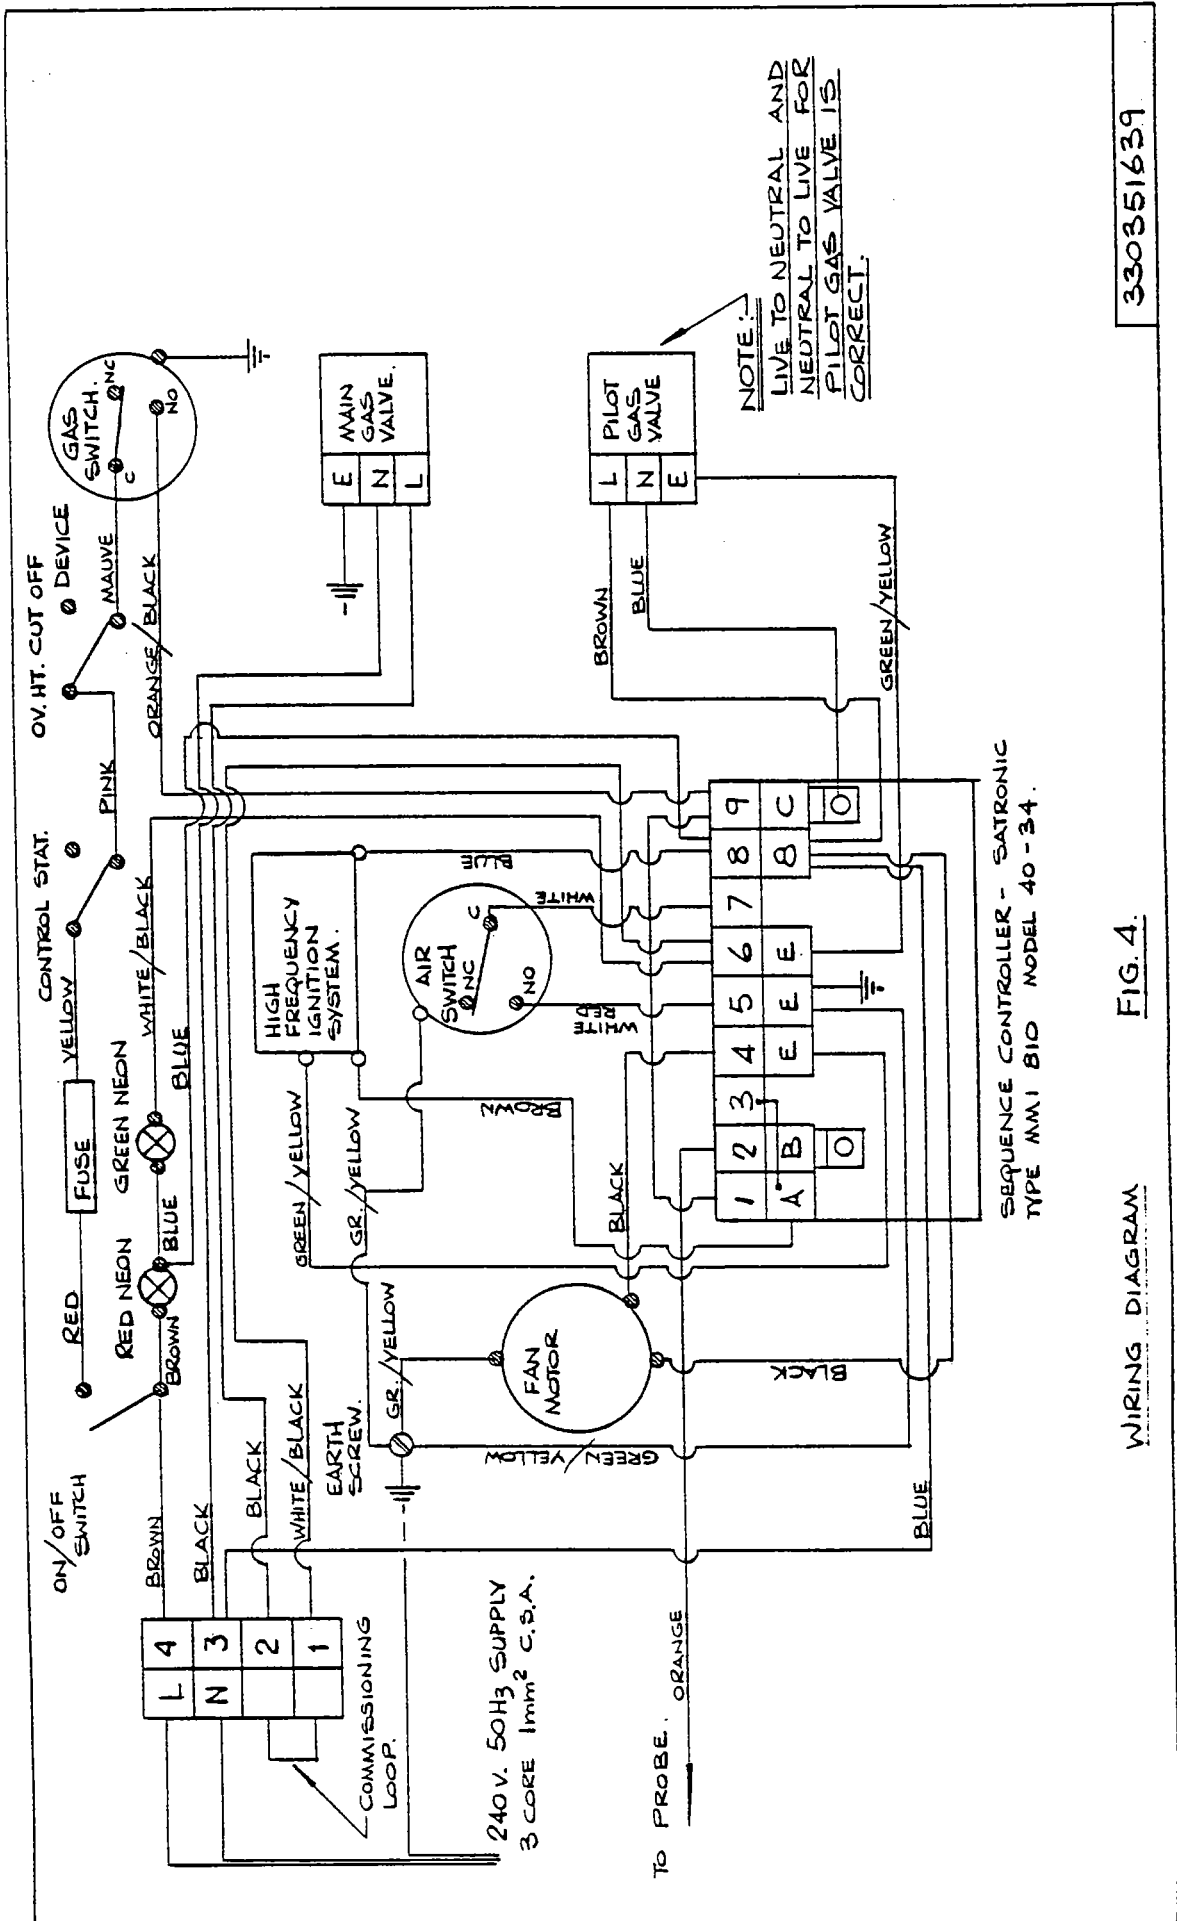 ON/OFF
SWITCH
RED
FUSE
YELLOW
CONTROL STAT.
PINK
OV. HT. CUT OFF
DEVICE
MAUVE
GAS
SWITCH.
C
NC
NO
ORANGE/BLACK
RED NEON
GREEN NEON
BROWN
BLUE
BLUE
WHITE/BLACK
BROWN
BLACK
BLACK
WHITE/BLACK
L 4
N 3
2
1
COMMISSIONING
LOOP.
MAIN
GAS
VALVE.
E
N
L
HIGH
FREQUENCY
IGNITION
SYSTEM.
BLUE
BROWN
GREEN/YELLOW
GR./YELLOW
GR./YELLOW
EARTH
SCREW.
AIR
SWITCH
C
NC
NO
WHITE
WHITE
RED
FAN
MOTOR
BLACK
BLACK
GREEN/YELLOW
240V. 50HZ SUPPLY
3 CORE 1mm² C.S.A.
TO PROBE.
ORANGE
BLUE
PILOT
GAS
VALVE
L
N
E
BROWN
BLUE
GREEN/YELLOW
NOTE:-
LIVE TO NEUTRAL AND
NEUTRAL TO LIVE FOR
PILOT GAS VALVE IS
CORRECT.
1 2 3 4 5 6 7 8 9
A B E E E 8 C
SEQUENCE CONTROLLER - SATRONIC
TYPE MMI 810 MODEL 40-34.
WIRING DIAGRAM
FIG. 4.
330351639